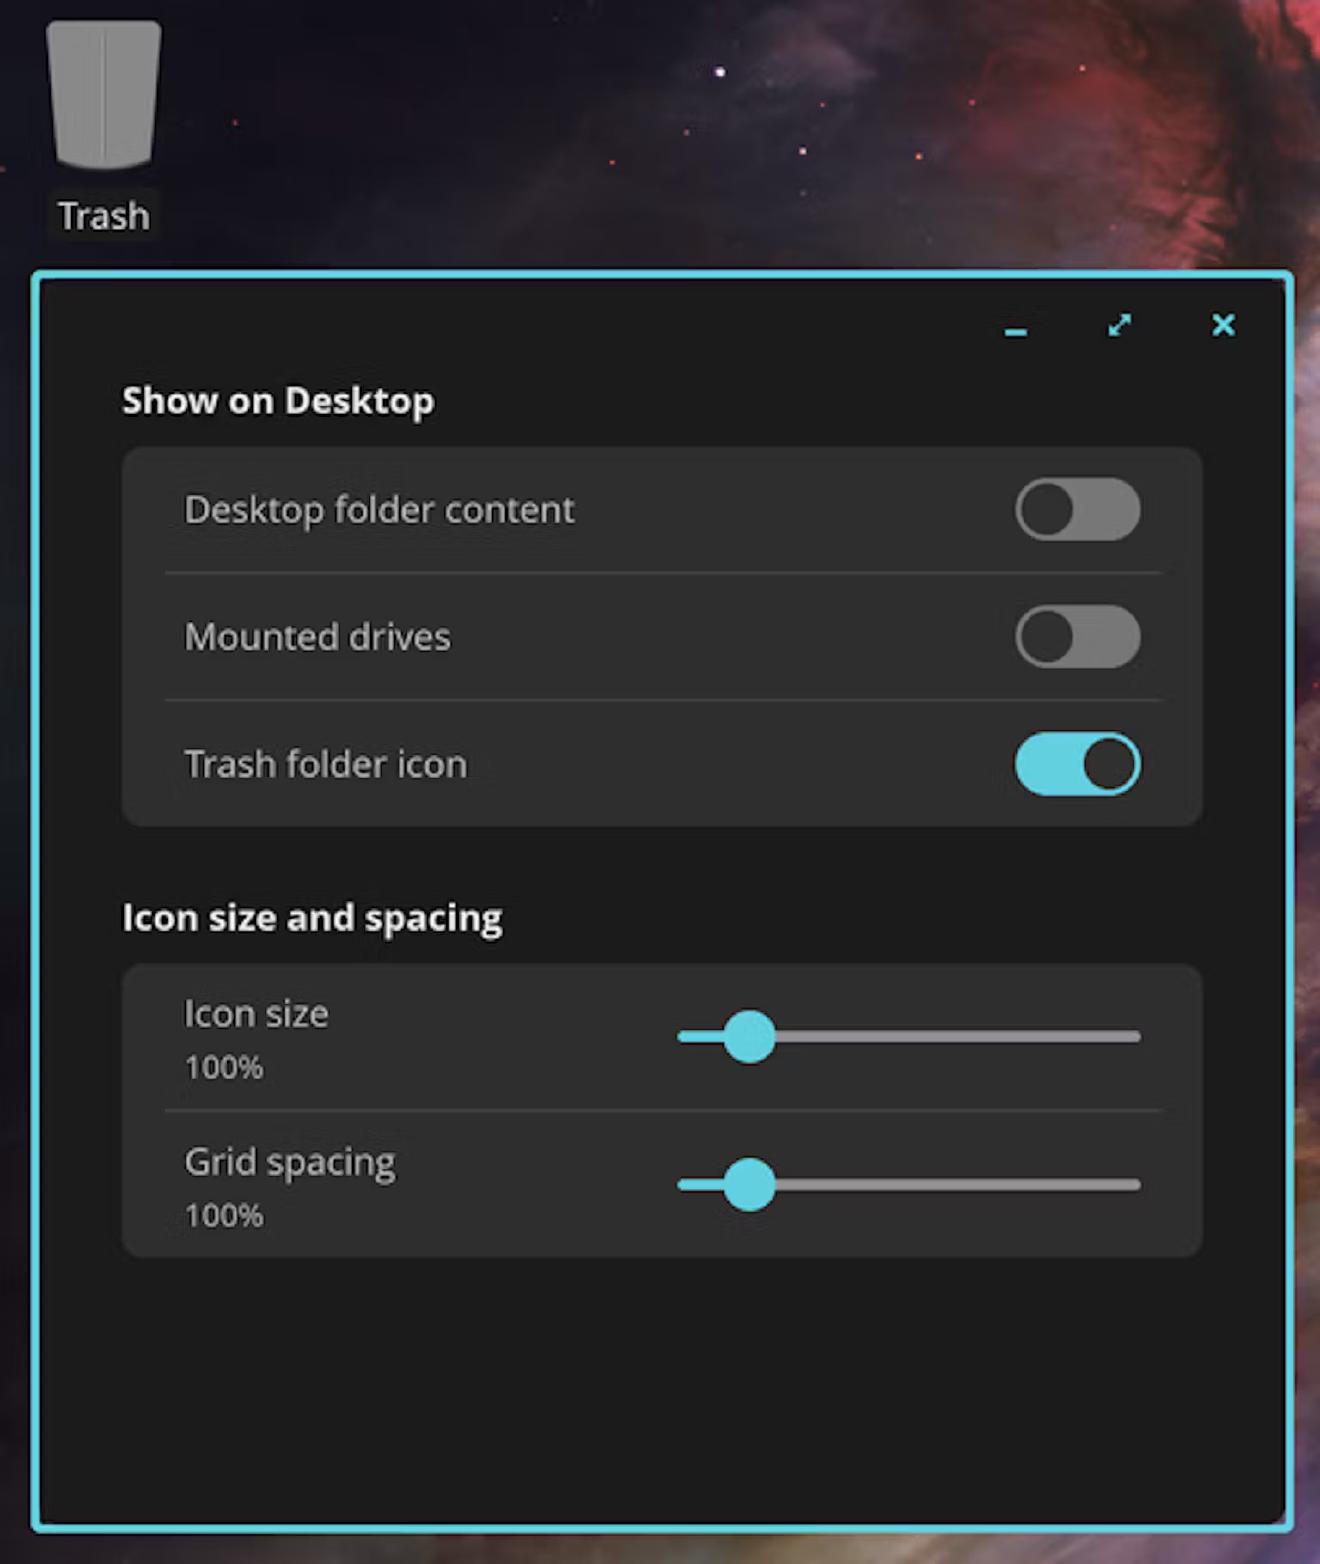 Trash
Show on Desktop
Desktop folder content
Mounted drives
Trash folder icon
Icon size and spacing
Icon size
100%
Grid spacing
100%